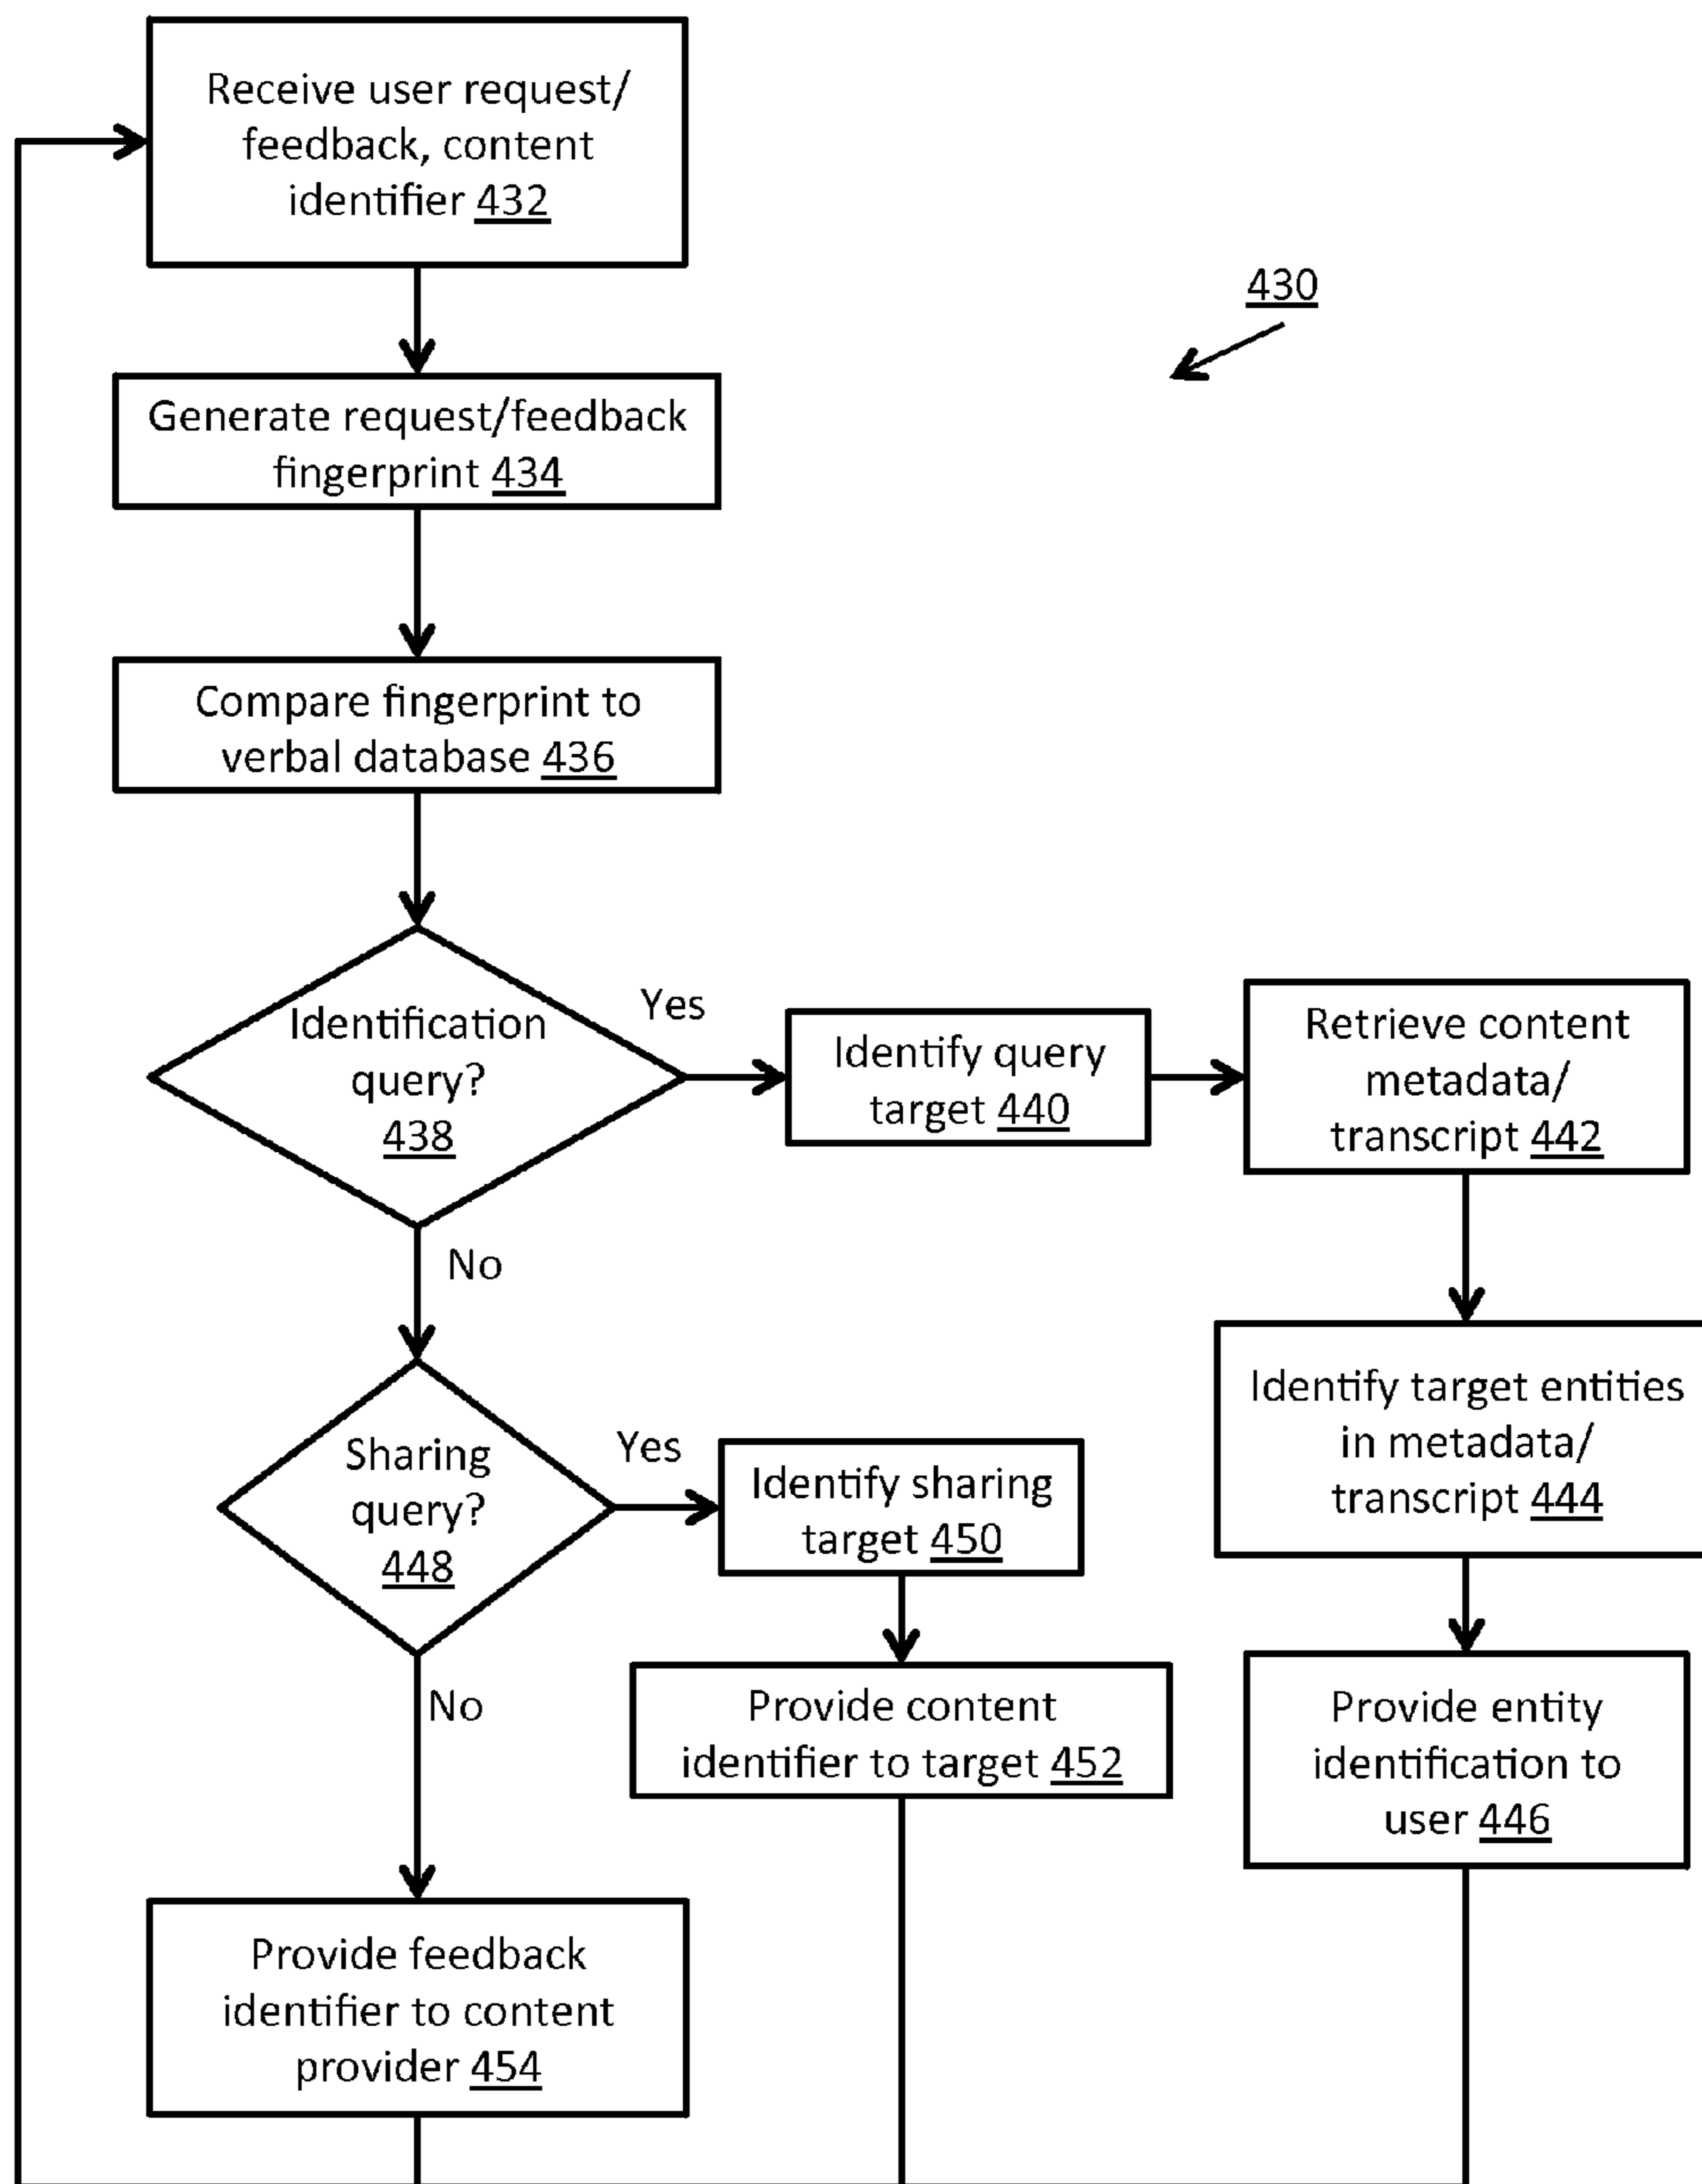 Receive user request/
feedback, content
identifier 432
430
Generate request/feedback
fingerprint 434
Compare fingerprint to
verbal database 436
Identification
query?
438
Yes
Identify query
target 440
Retrieve content
metadata/
transcript 442
No
Identify target entities
in metadata/
transcript 444
Sharing
query?
448
Yes
Identify sharing
target 450
No
Provide content
identifier to target 452
Provide entity
identification to
user 446
Provide feedback
identifier to content
provider 454